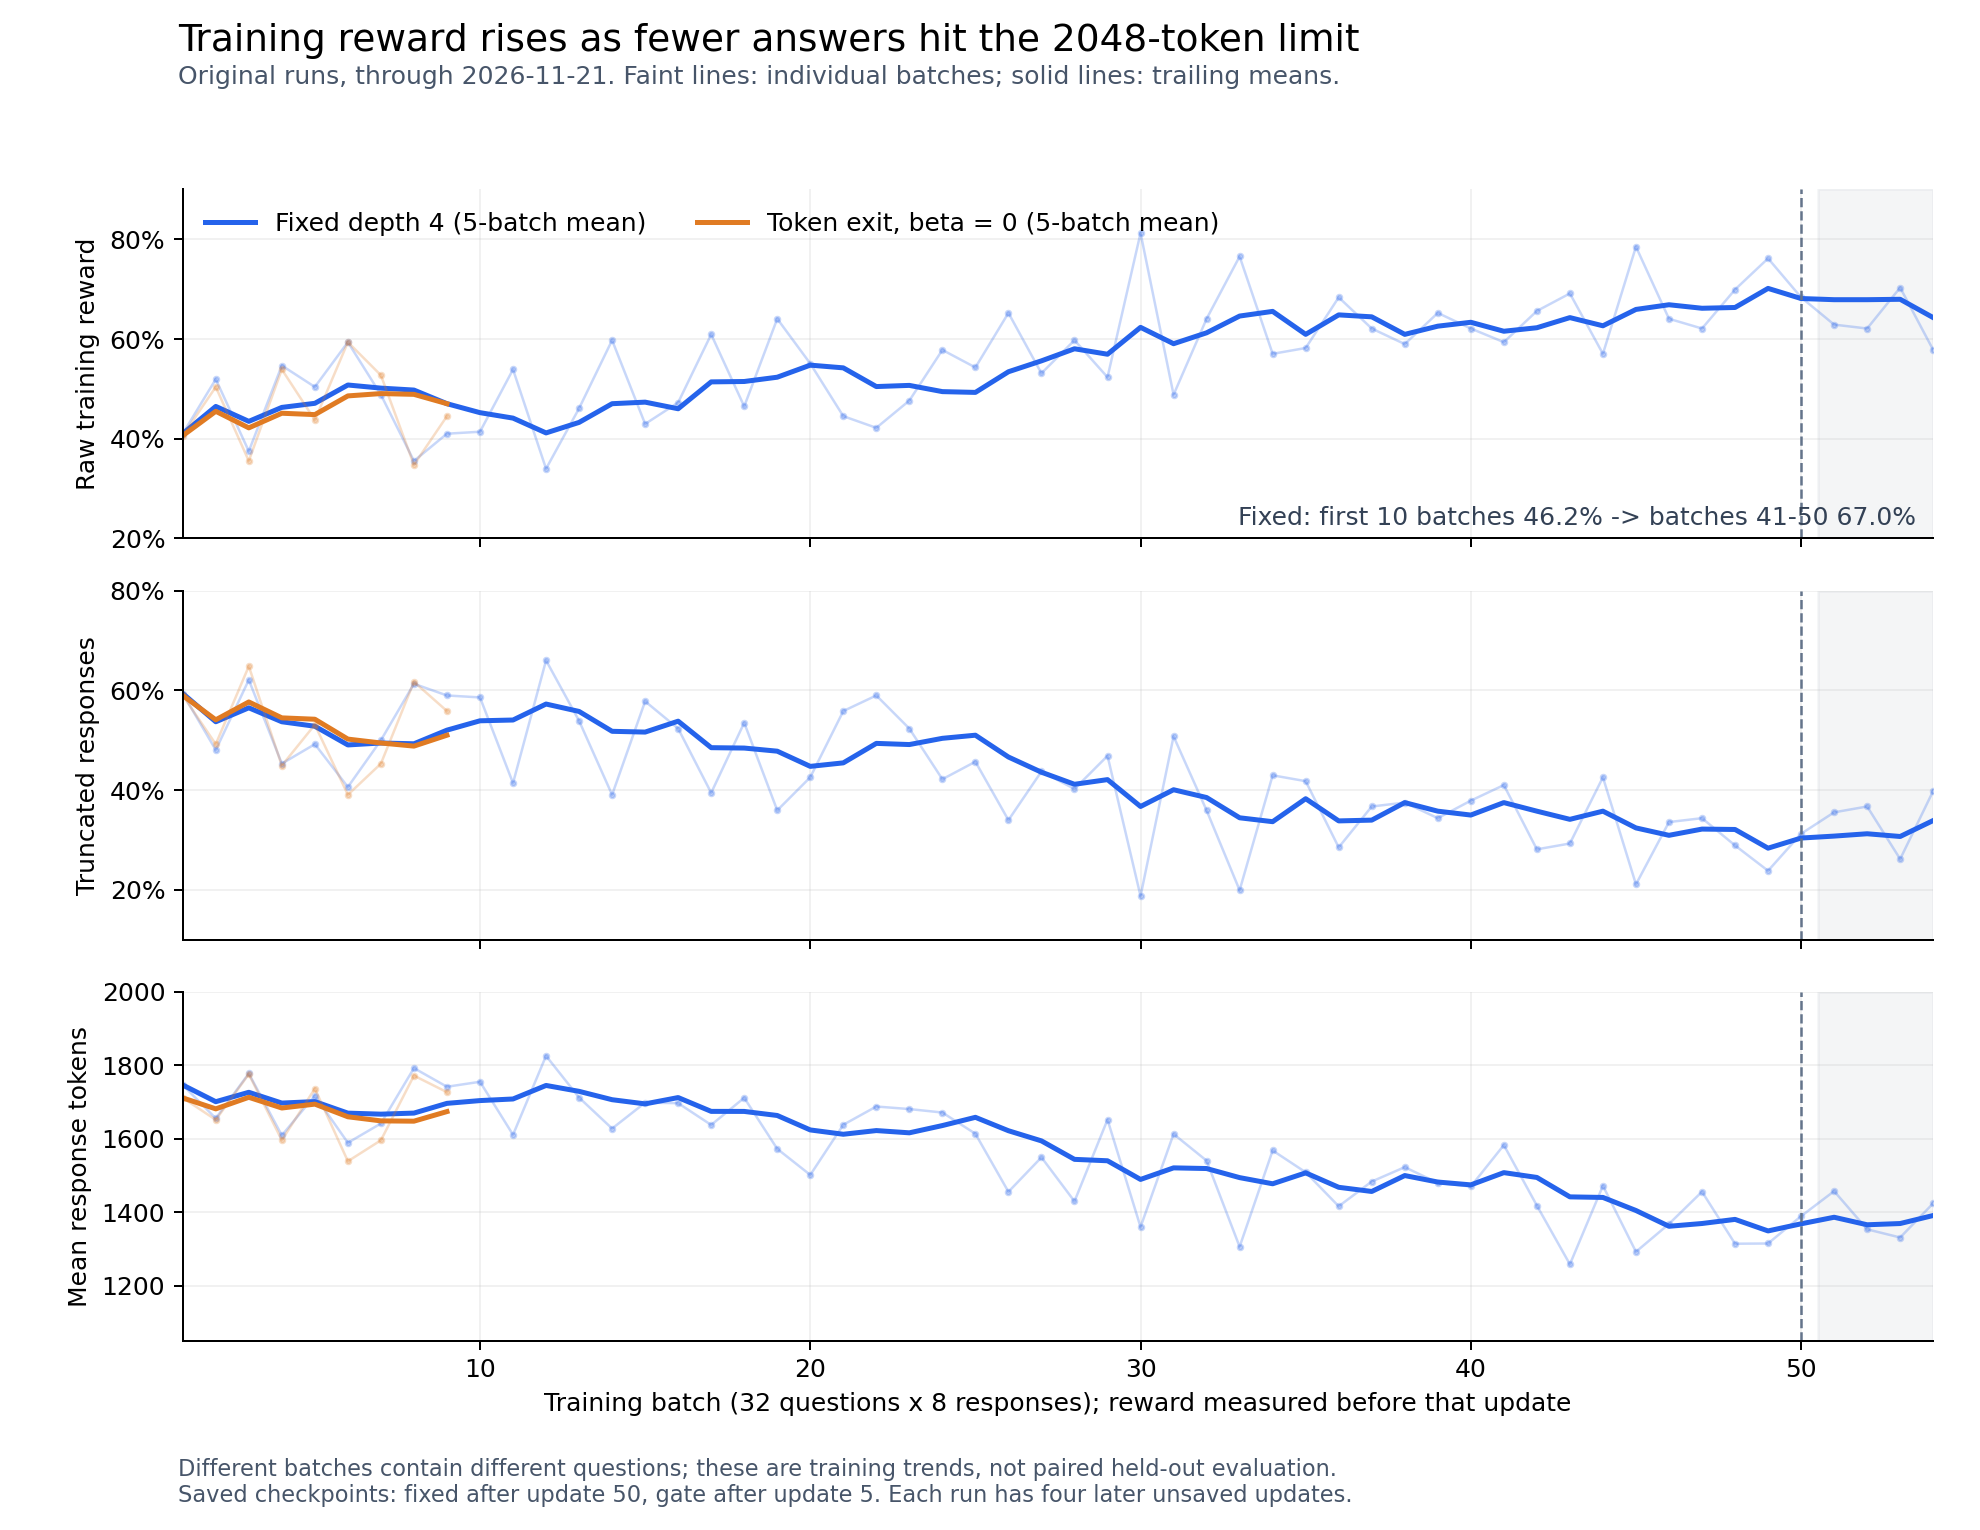 Training reward rises as fewer answers hit the 2048-token limit
Original runs, through 2026-11-21. Faint lines: individual batches; solid lines: trailing means.
Fixed depth 4 (5-batch mean)
Token exit, beta = 0 (5-batch mean)
Raw training reward
80%
60%
40%
20%
Fixed: first 10 batches 46.2% -> batches 41-50 67.0%
Truncated responses
80%
60%
40%
20%
Mean response tokens
2000
1800
1600
1400
1200
10 20 30 40 50
Training batch (32 questions x 8 responses); reward measured before that update
Different batches contain different questions; these are training trends, not paired held-out evaluation.
Saved checkpoints: fixed after update 50, gate after update 5. Each run has four later unsaved updates.